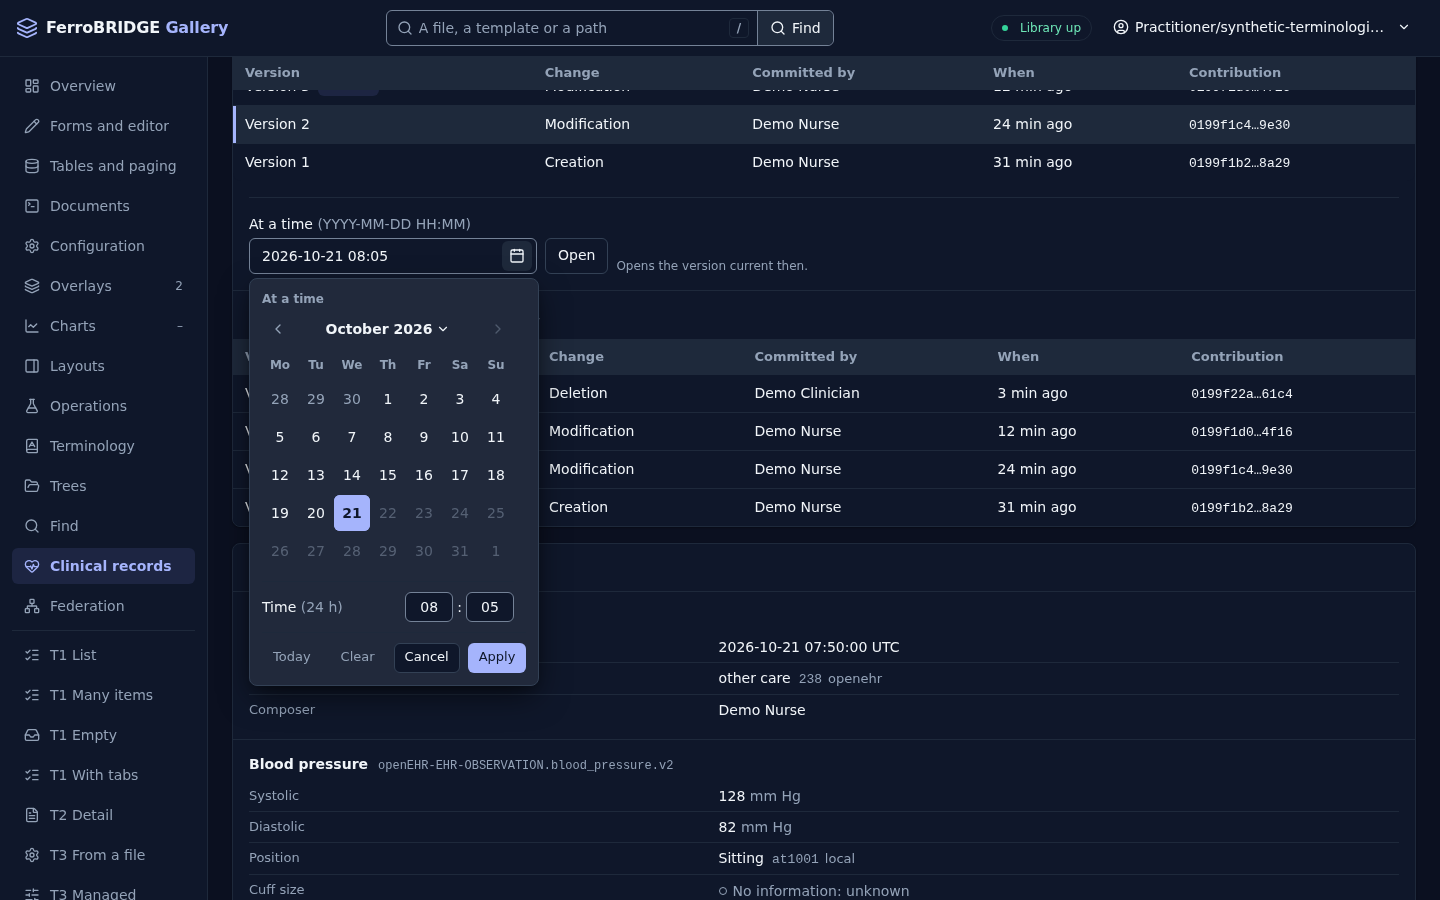 FerroBRIDGE Gallery
A file, a template or a path
/
Find
Library up
Practitioner/synthetic-terminologi...
Overview
Forms and editor
Tables and paging
Documents
Configuration
Overlays 2
Charts –
Layouts
Operations
Terminology
Trees
Find
Clinical records
Federation
T1 List
T1 Many items
T1 Empty
T1 With tabs
T2 Detail
T3 From a file
T3 Managed
Version Change Committed by When Contribution
Version 2 Modification Demo Nurse 24 min ago 0199f1c4…9e30
Version 1 Creation Demo Nurse 31 min ago 0199f1b2…8a29
At a time (YYYY-MM-DD HH:MM)
2026-10-21 08:05 Open Opens the version current then.
At a time
October 2026
Mo Tu We Th Fr Sa Su
28 29 30 1 2 3 4
5 6 7 8 9 10 11
12 13 14 15 16 17 18
19 20 21 22 23 24 25
26 27 28 29 30 31 1
Time (24 h) 08 : 05
Today Clear Cancel Apply
Change Committed by When Contribution
Deletion Demo Clinician 3 min ago 0199f22a…61c4
Modification Demo Nurse 12 min ago 0199f1d0…4f16
Modification Demo Nurse 24 min ago 0199f1c4…9e30
Creation Demo Nurse 31 min ago 0199f1b2…8a29
2026-10-21 07:50:00 UTC
other care 238 openehr
Composer Demo Nurse
Blood pressure openEHR-EHR-OBSERVATION.blood_pressure.v2
Systolic 128 mm Hg
Diastolic 82 mm Hg
Position Sitting at1001 local
Cuff size No information: unknown